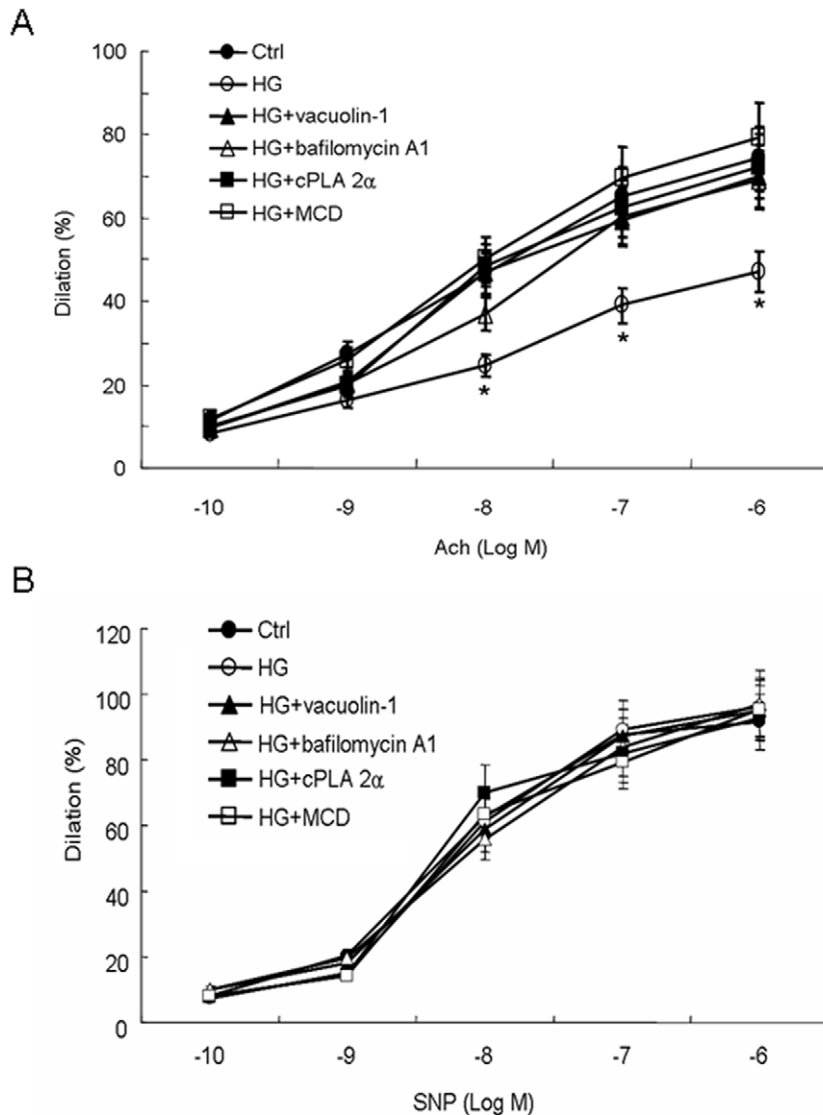 A
100
80
60
40
20
0
Dilation (%)
Ctrl
HG
HG+vacuolin-1
HG+bafilomycin A1
HG+cPLA 2α
HG+MCD
*
*
*
-10
-9
-8
-7
-6
Ach (Log M)
B
120
100
80
60
40
20
0
Dilation (%)
Ctrl
HG
HG+vacuolin-1
HG+bafilomycin A1
HG+cPLA 2α
HG+MCD
-10
-9
-8
-7
-6
SNP (Log M)